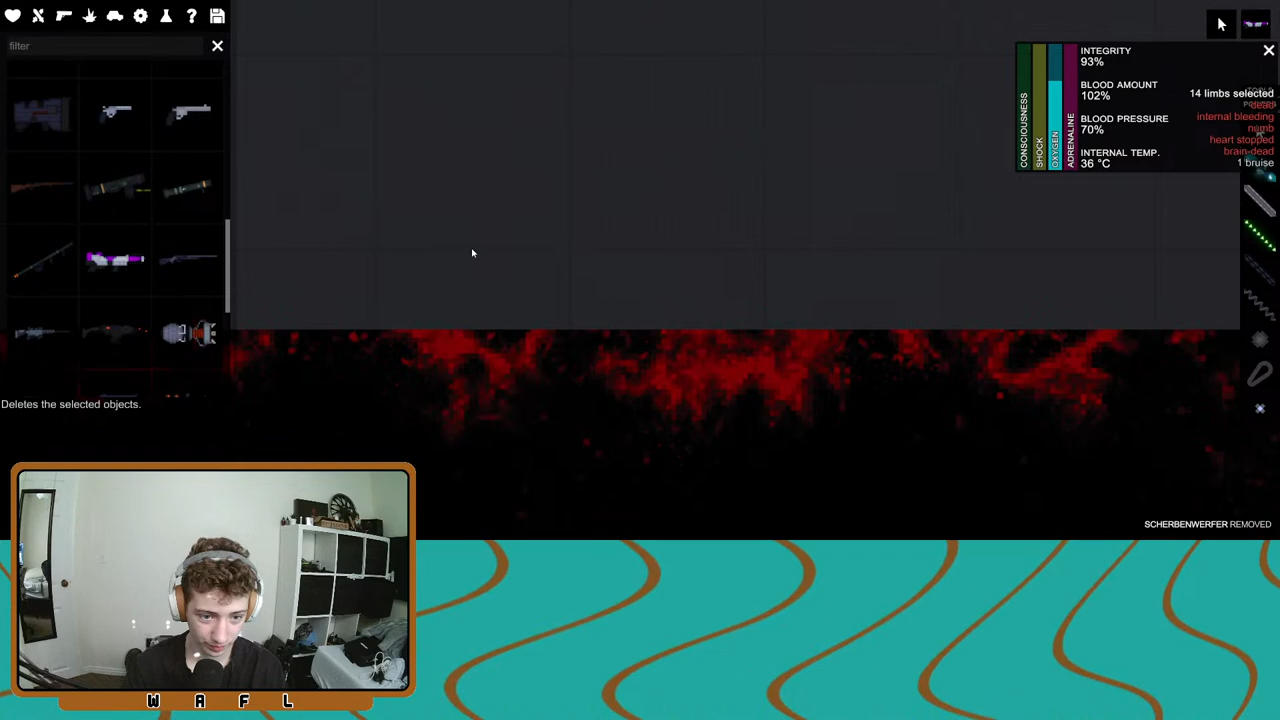 filter
INTEGRITY
93%
BLOOD AMOUNT
102%
BLOOD PRESSURE
70%
INTERNAL TEMP.
36 °C
CONSCIOUSNESS
SHOCK
OXYGEN
ADRENALINE
14 limbs selected
dead
internal bleeding
numb
heart stopped
brain-dead
1 bruise
Deletes the selected objects.
SCHERBENWERFER REMOVED
W A F L